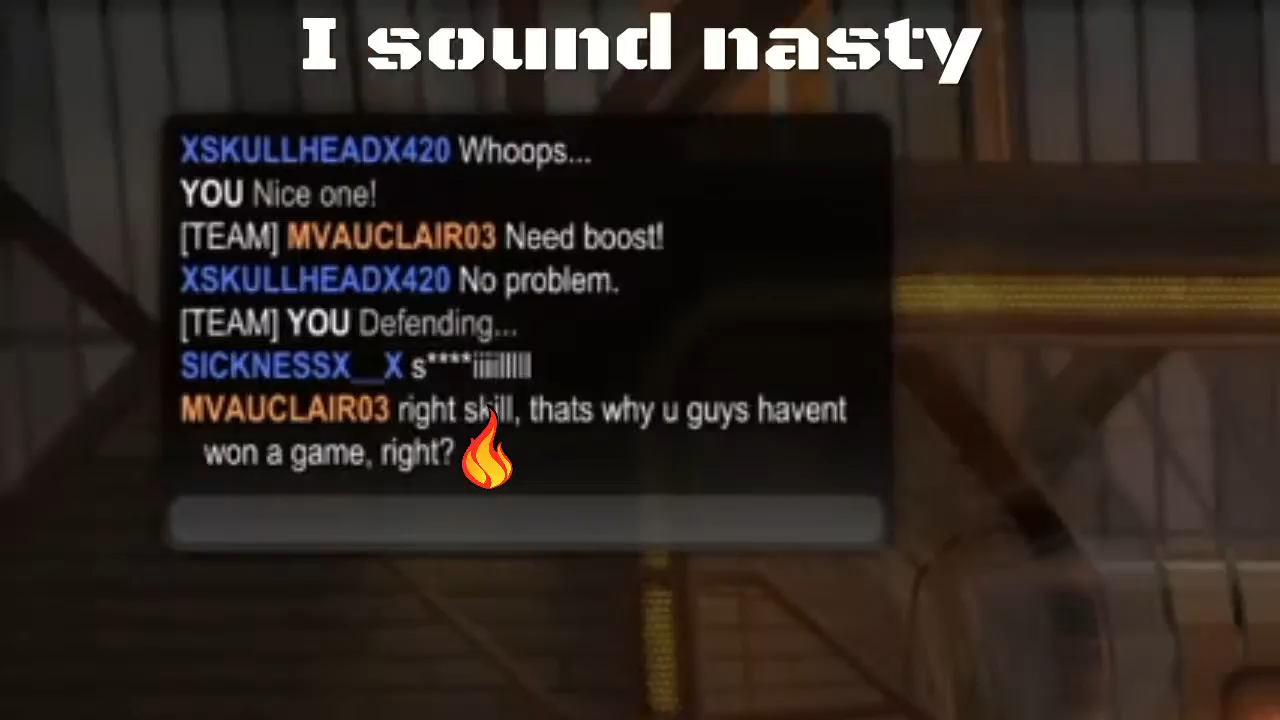 I sound nasty
XSKULLHEADX420 Whoops...
YOU Nice one!
[TEAM] MVAUCLAIR03 Need boost!
XSKULLHEADX420 No problem.
[TEAM] YOU Defending...
SICKNESSX__X s****iiiillllll
MVAUCLAIR03 right skill, thats why u guys havent
won a game, right?